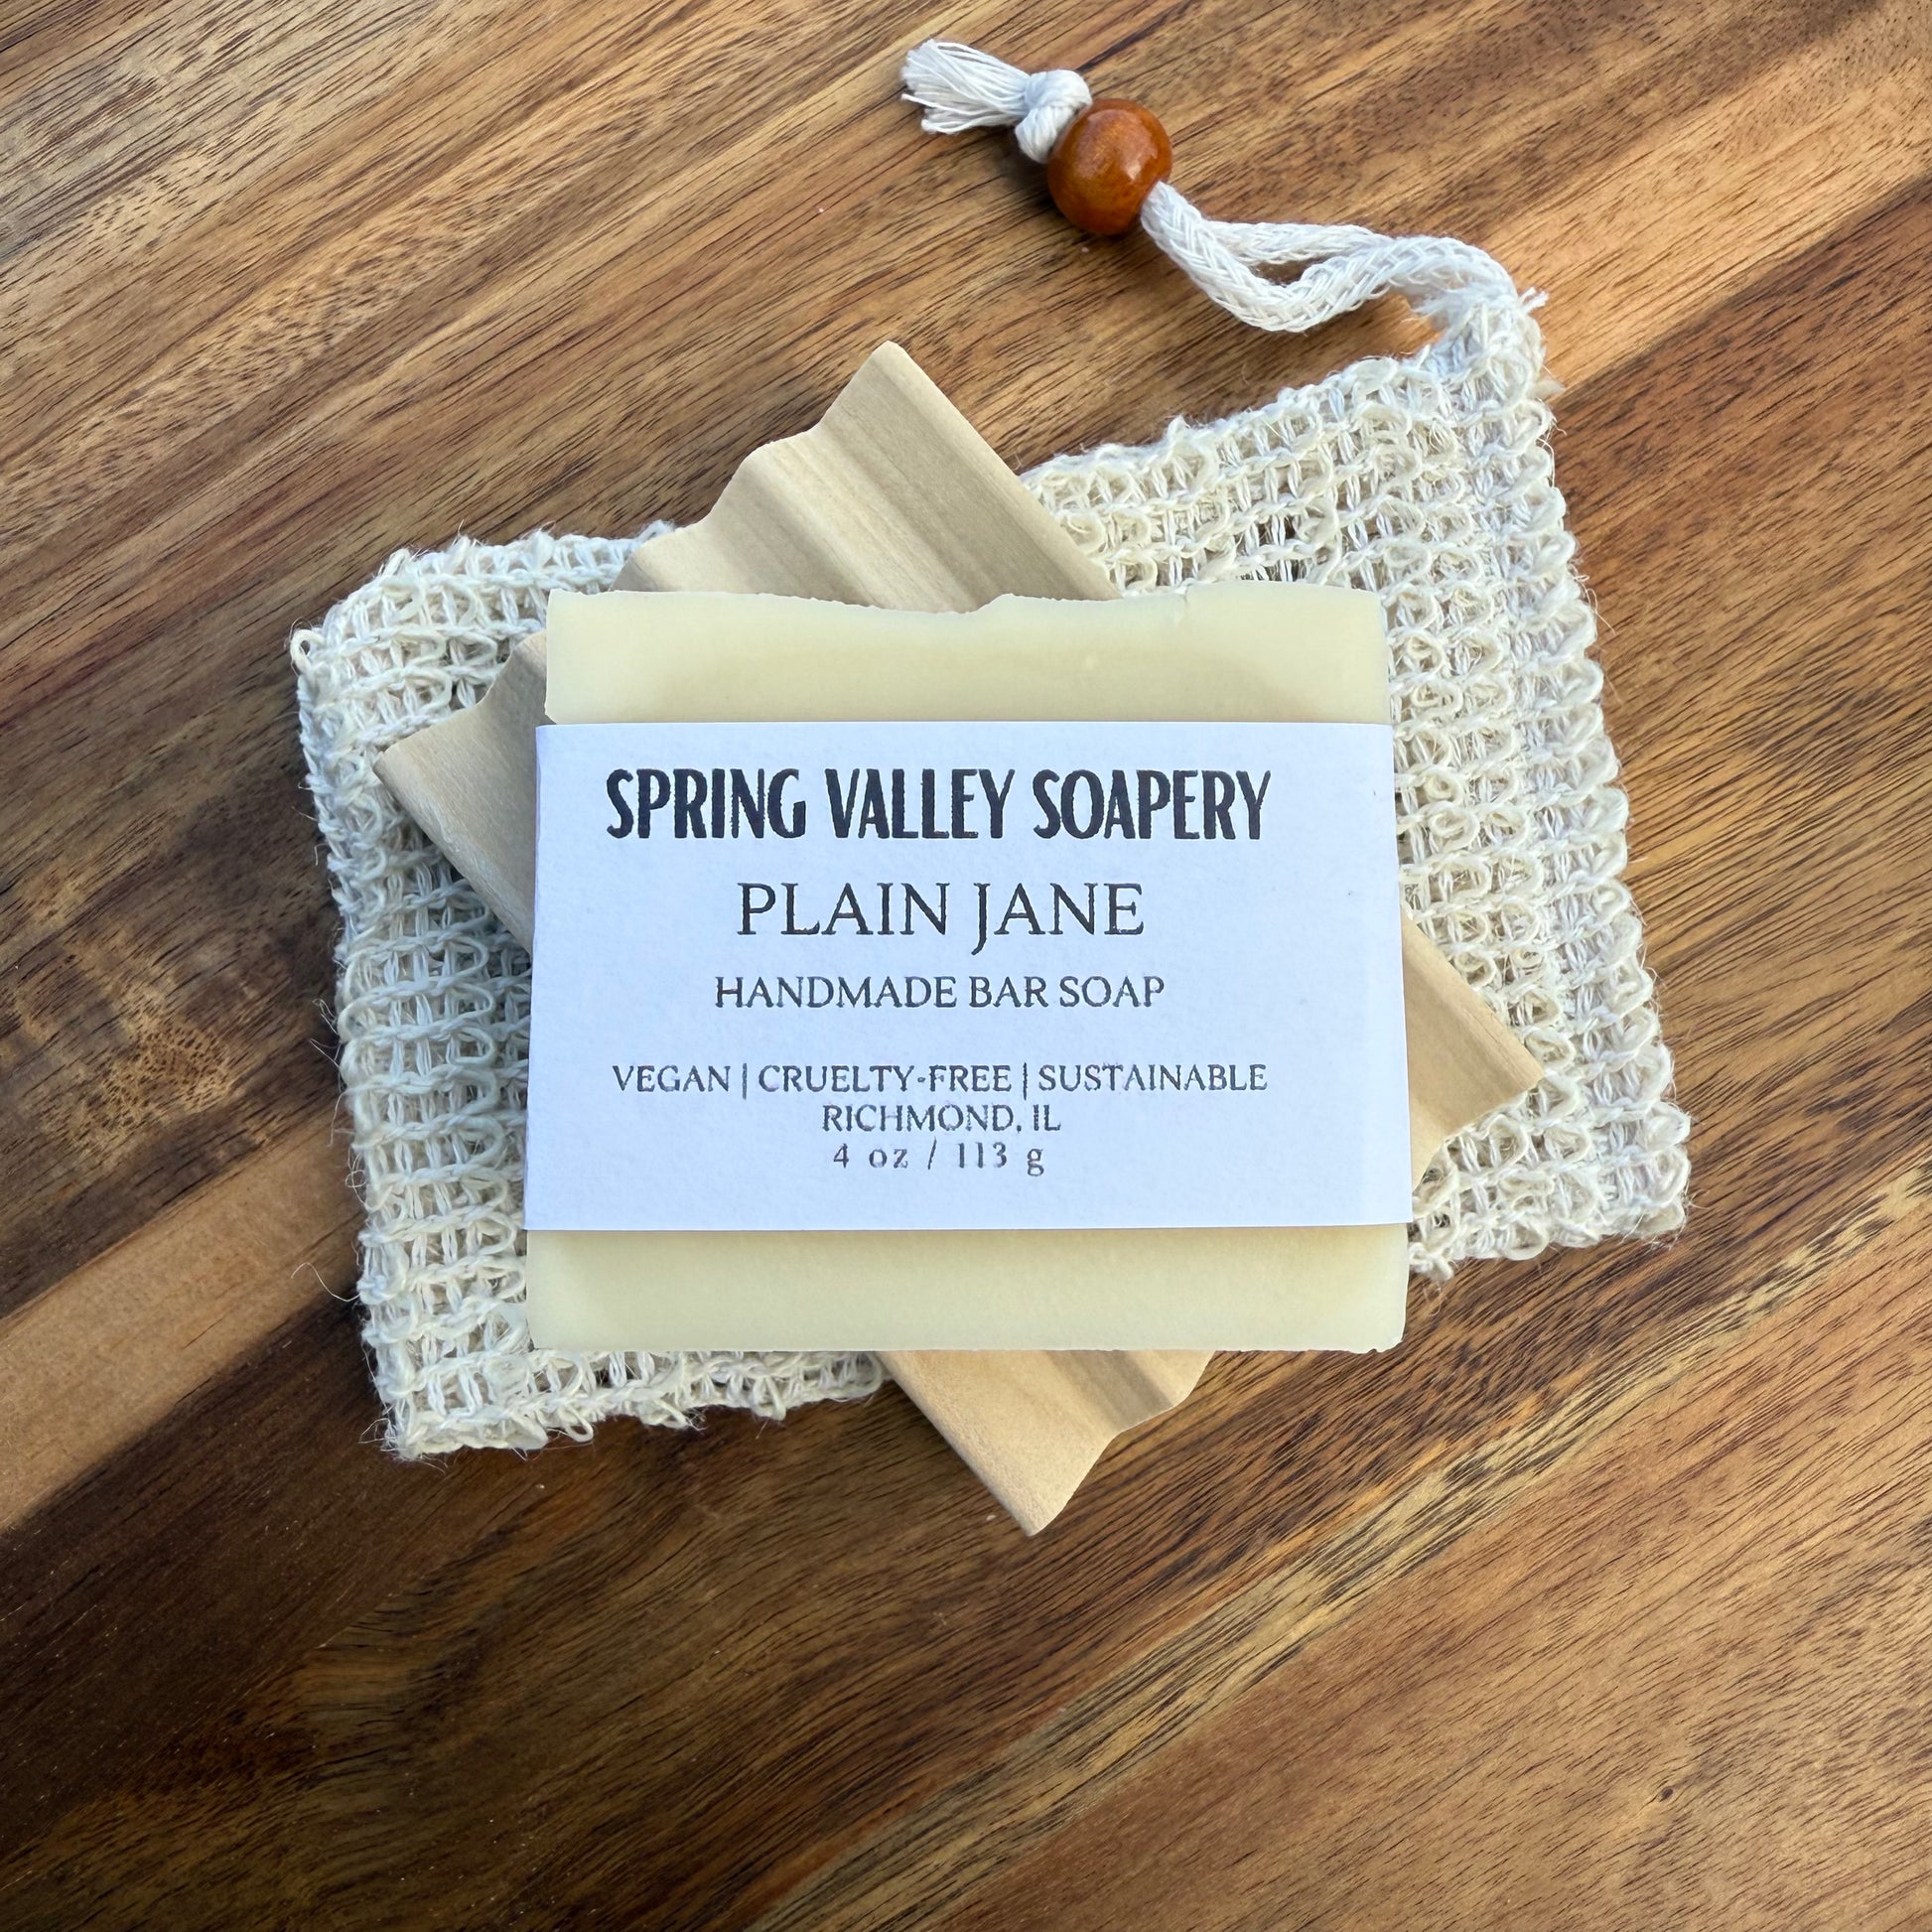 SPRING VALLEY SOAPERY
PLAIN JANE
HANDMADE BAR SOAP
VEGAN | CRUELTY-FREE | SUSTAINABLE
RICHMOND, IL
4 oz / 113 g